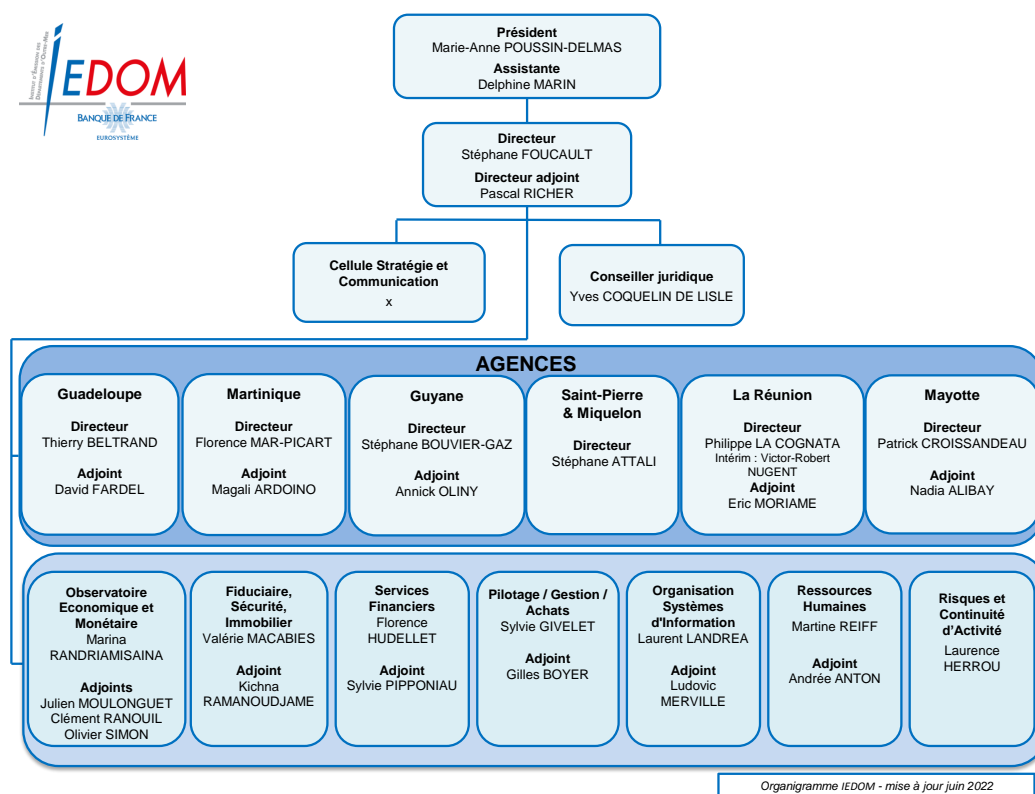 INSTITUT D'ÉMISSION DES
DÉPARTEMENTS D'OUTRE-MER
IEDOM
BANQUE DE FRANCE
EUROSYSTÈME
Président
Marie-Anne POUSSIN-DELMAS
Assistante
Delphine MARIN
Directeur
Stéphane FOUCAULT
Directeur adjoint
Pascal RICHER
Cellule Stratégie et
Communication
x
Conseiller juridique
Yves COQUELIN DE LISLE
AGENCES
Guadeloupe
Directeur
Thierry BELTRAND
Adjoint
David FARDEL
Martinique
Directeur
Florence MAR-PICART
Adjoint
Magali ARDOINO
Guyane
Directeur
Stéphane BOUVIER-GAZ
Adjoint
Annick OLINY
Saint-Pierre
& Miquelon
Directeur
Stéphane ATTALI
La Réunion
Directeur
Philippe LA COGNATA
Intérim : Victor-Robert
NUGENT
Adjoint
Eric MORIAME
Mayotte
Directeur
Patrick CROISSANDEAU
Adjoint
Nadia ALIBAY
Observatoire
Economique et
Monétaire
Marina
RANDRIAMISAINA
Adjoints
Julien MOULONGUET
Clément RANOUIL
Olivier SIMON
Fiduciaire,
Sécurité,
Immobilier
Valérie MACABIES
Adjoint
Kichna
RAMANOUDJAME
Services
Financiers
Florence
HUDELLET
Adjoint
Sylvie PIPPONIAU
Pilotage / Gestion /
Achats
Sylvie GIVELET
Adjoint
Gilles BOYER
Organisation
Systèmes
d'Information
Laurent LANDREA
Adjoint
Ludovic
MERVILLE
Ressources
Humaines
Martine REIFF
Adjoint
Andrée ANTON
Risques et
Continuité
d'Activité
Laurence
HERROU
Organigramme IEDOM - mise à jour juin 2022